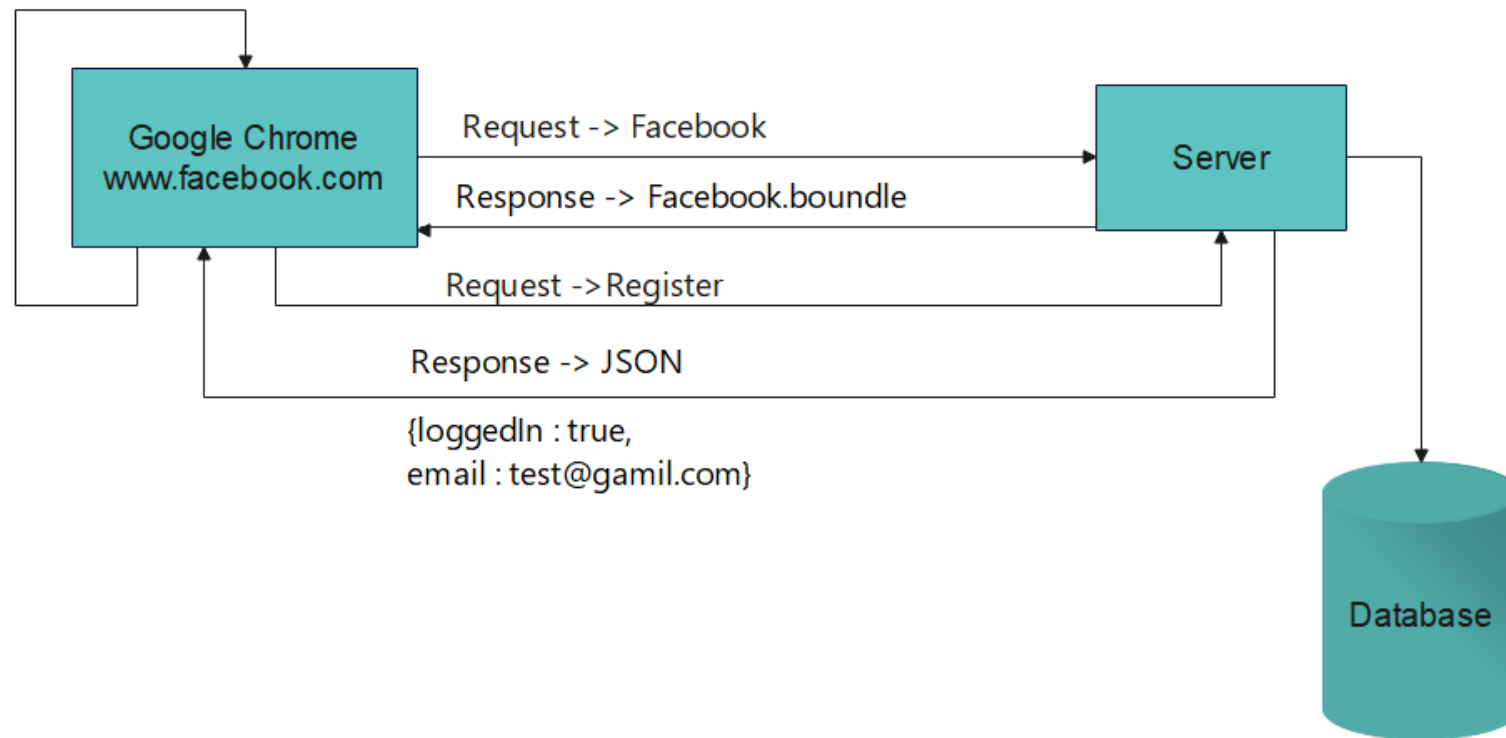 Google Chrome
www.facebook.com
Request -> Facebook
Server
Response -> Facebook.boundle
Request ->Register
Response -> JSON
{loggedIn : true,
email : test@gamil.com}
Database